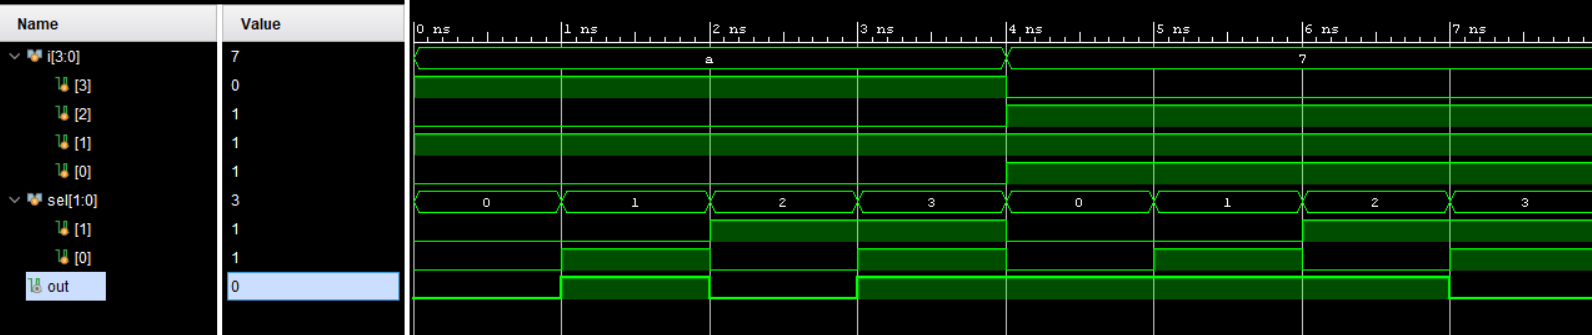 Name Value 0 ns 1 ns 2 ns 3 ns 4 ns 5 ns 6 ns 7 ns
i[3:0] 7 a 7
[3] 0
[2] 1
[1] 1
[0] 1
sel[1:0] 3 0 1 2 3 0 1 2 3
[1] 1
[0] 1
out 0